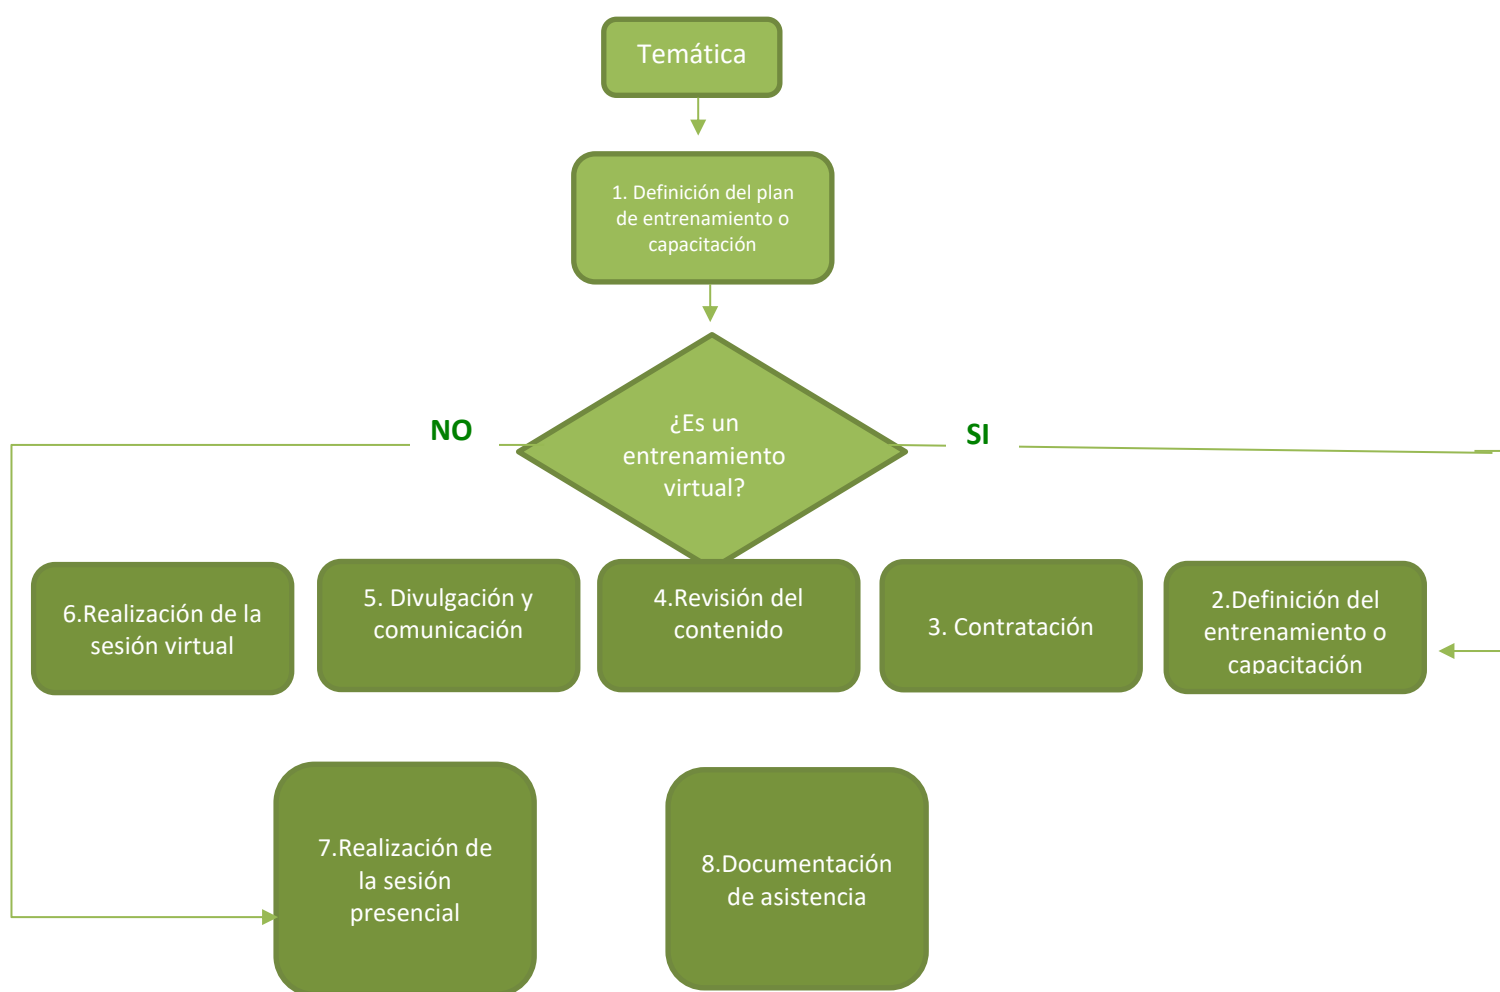 Temática
1. Definición del plan
de entrenamiento o
capacitación
NO
¿Es un
entrenamiento
virtual?
SI
6.Realización de la
sesión virtual
5. Divulgación y
comunicación
4.Revisión del
contenido
3. Contratación
2.Definición del
entrenamiento o
capacitación
7.Realización de
la sesión
presencial
8.Documentación
de asistencia